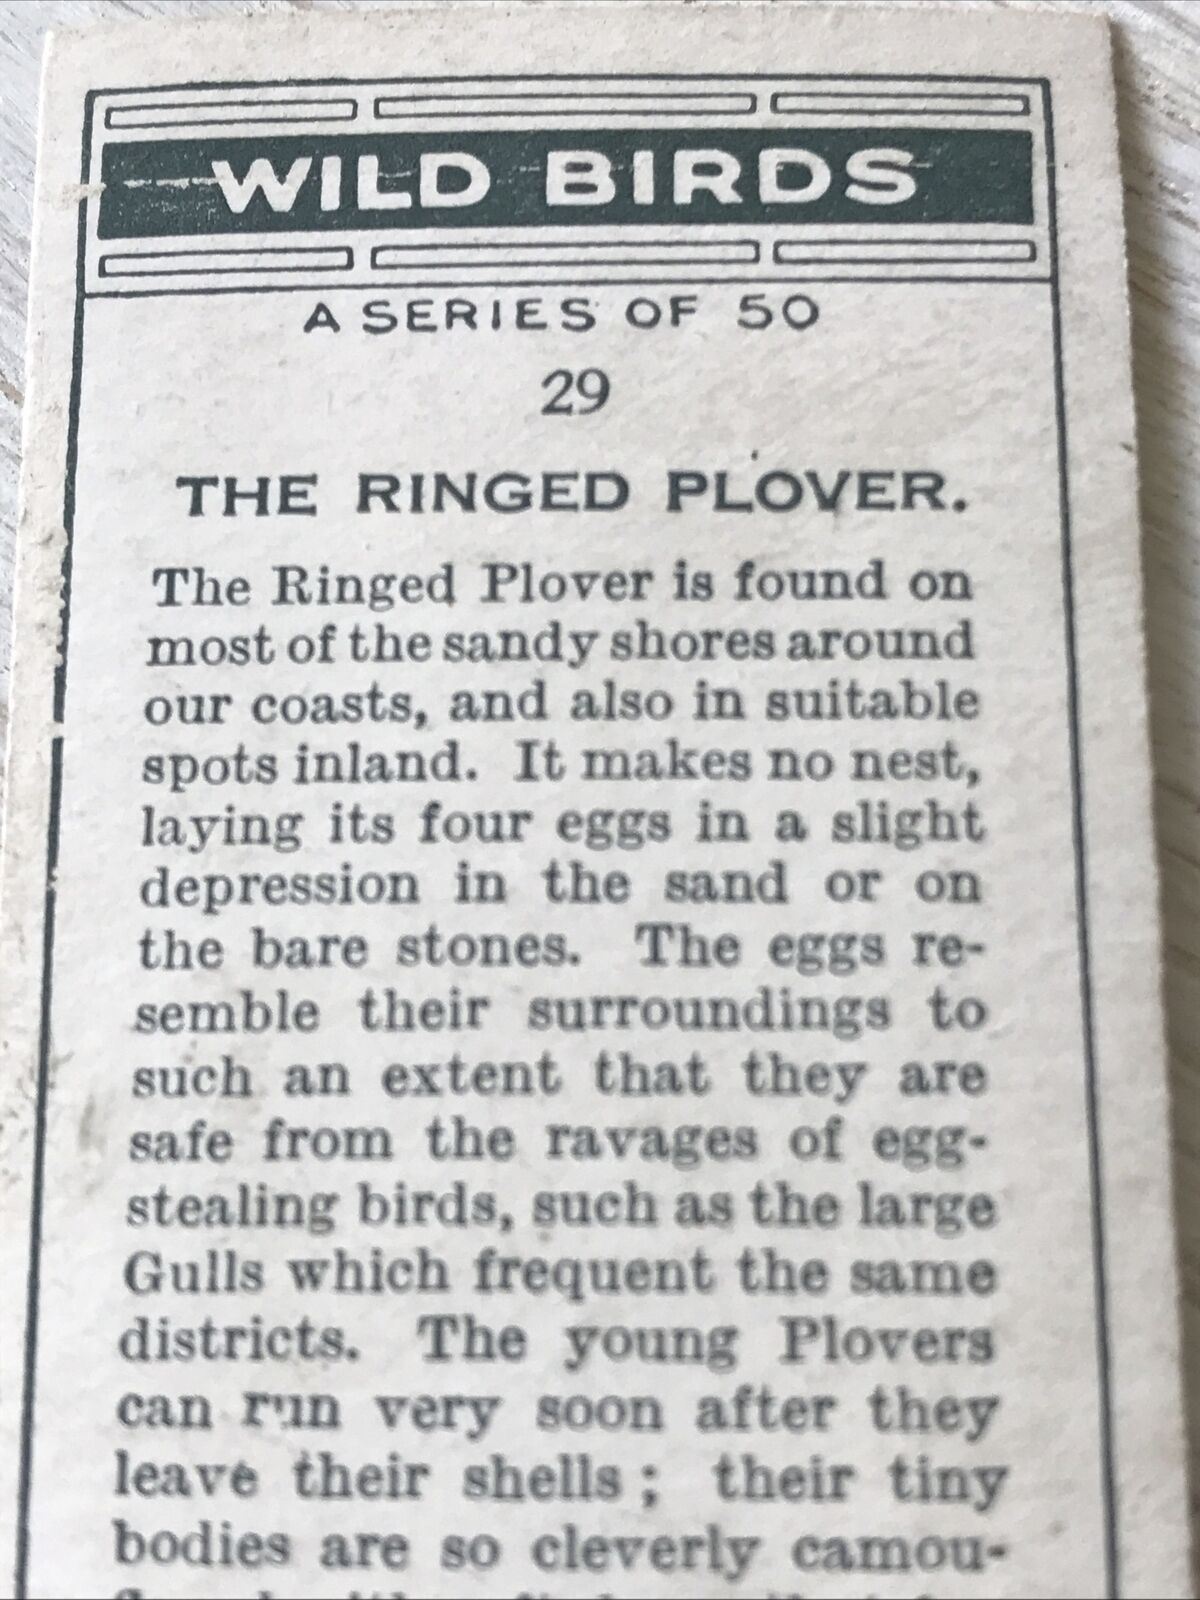 WILD BIRDS
A SERIES OF 50
29
THE RINGED PLOVER.
The Ringed Plover is found on
most of the sandy shores around
our coasts, and also in suitable
spots inland. It makes no nest,
laying its four eggs in a slight
depression in the sand or on
the bare stones. The eggs re-
semble their surroundings to
such an extent that they are
safe from the ravages of egg-
stealing birds, such as the large
Gulls which frequent the same
districts. The young Plovers
can run very soon after they
leave their shells ; their tiny
bodies are so cleverly camou-